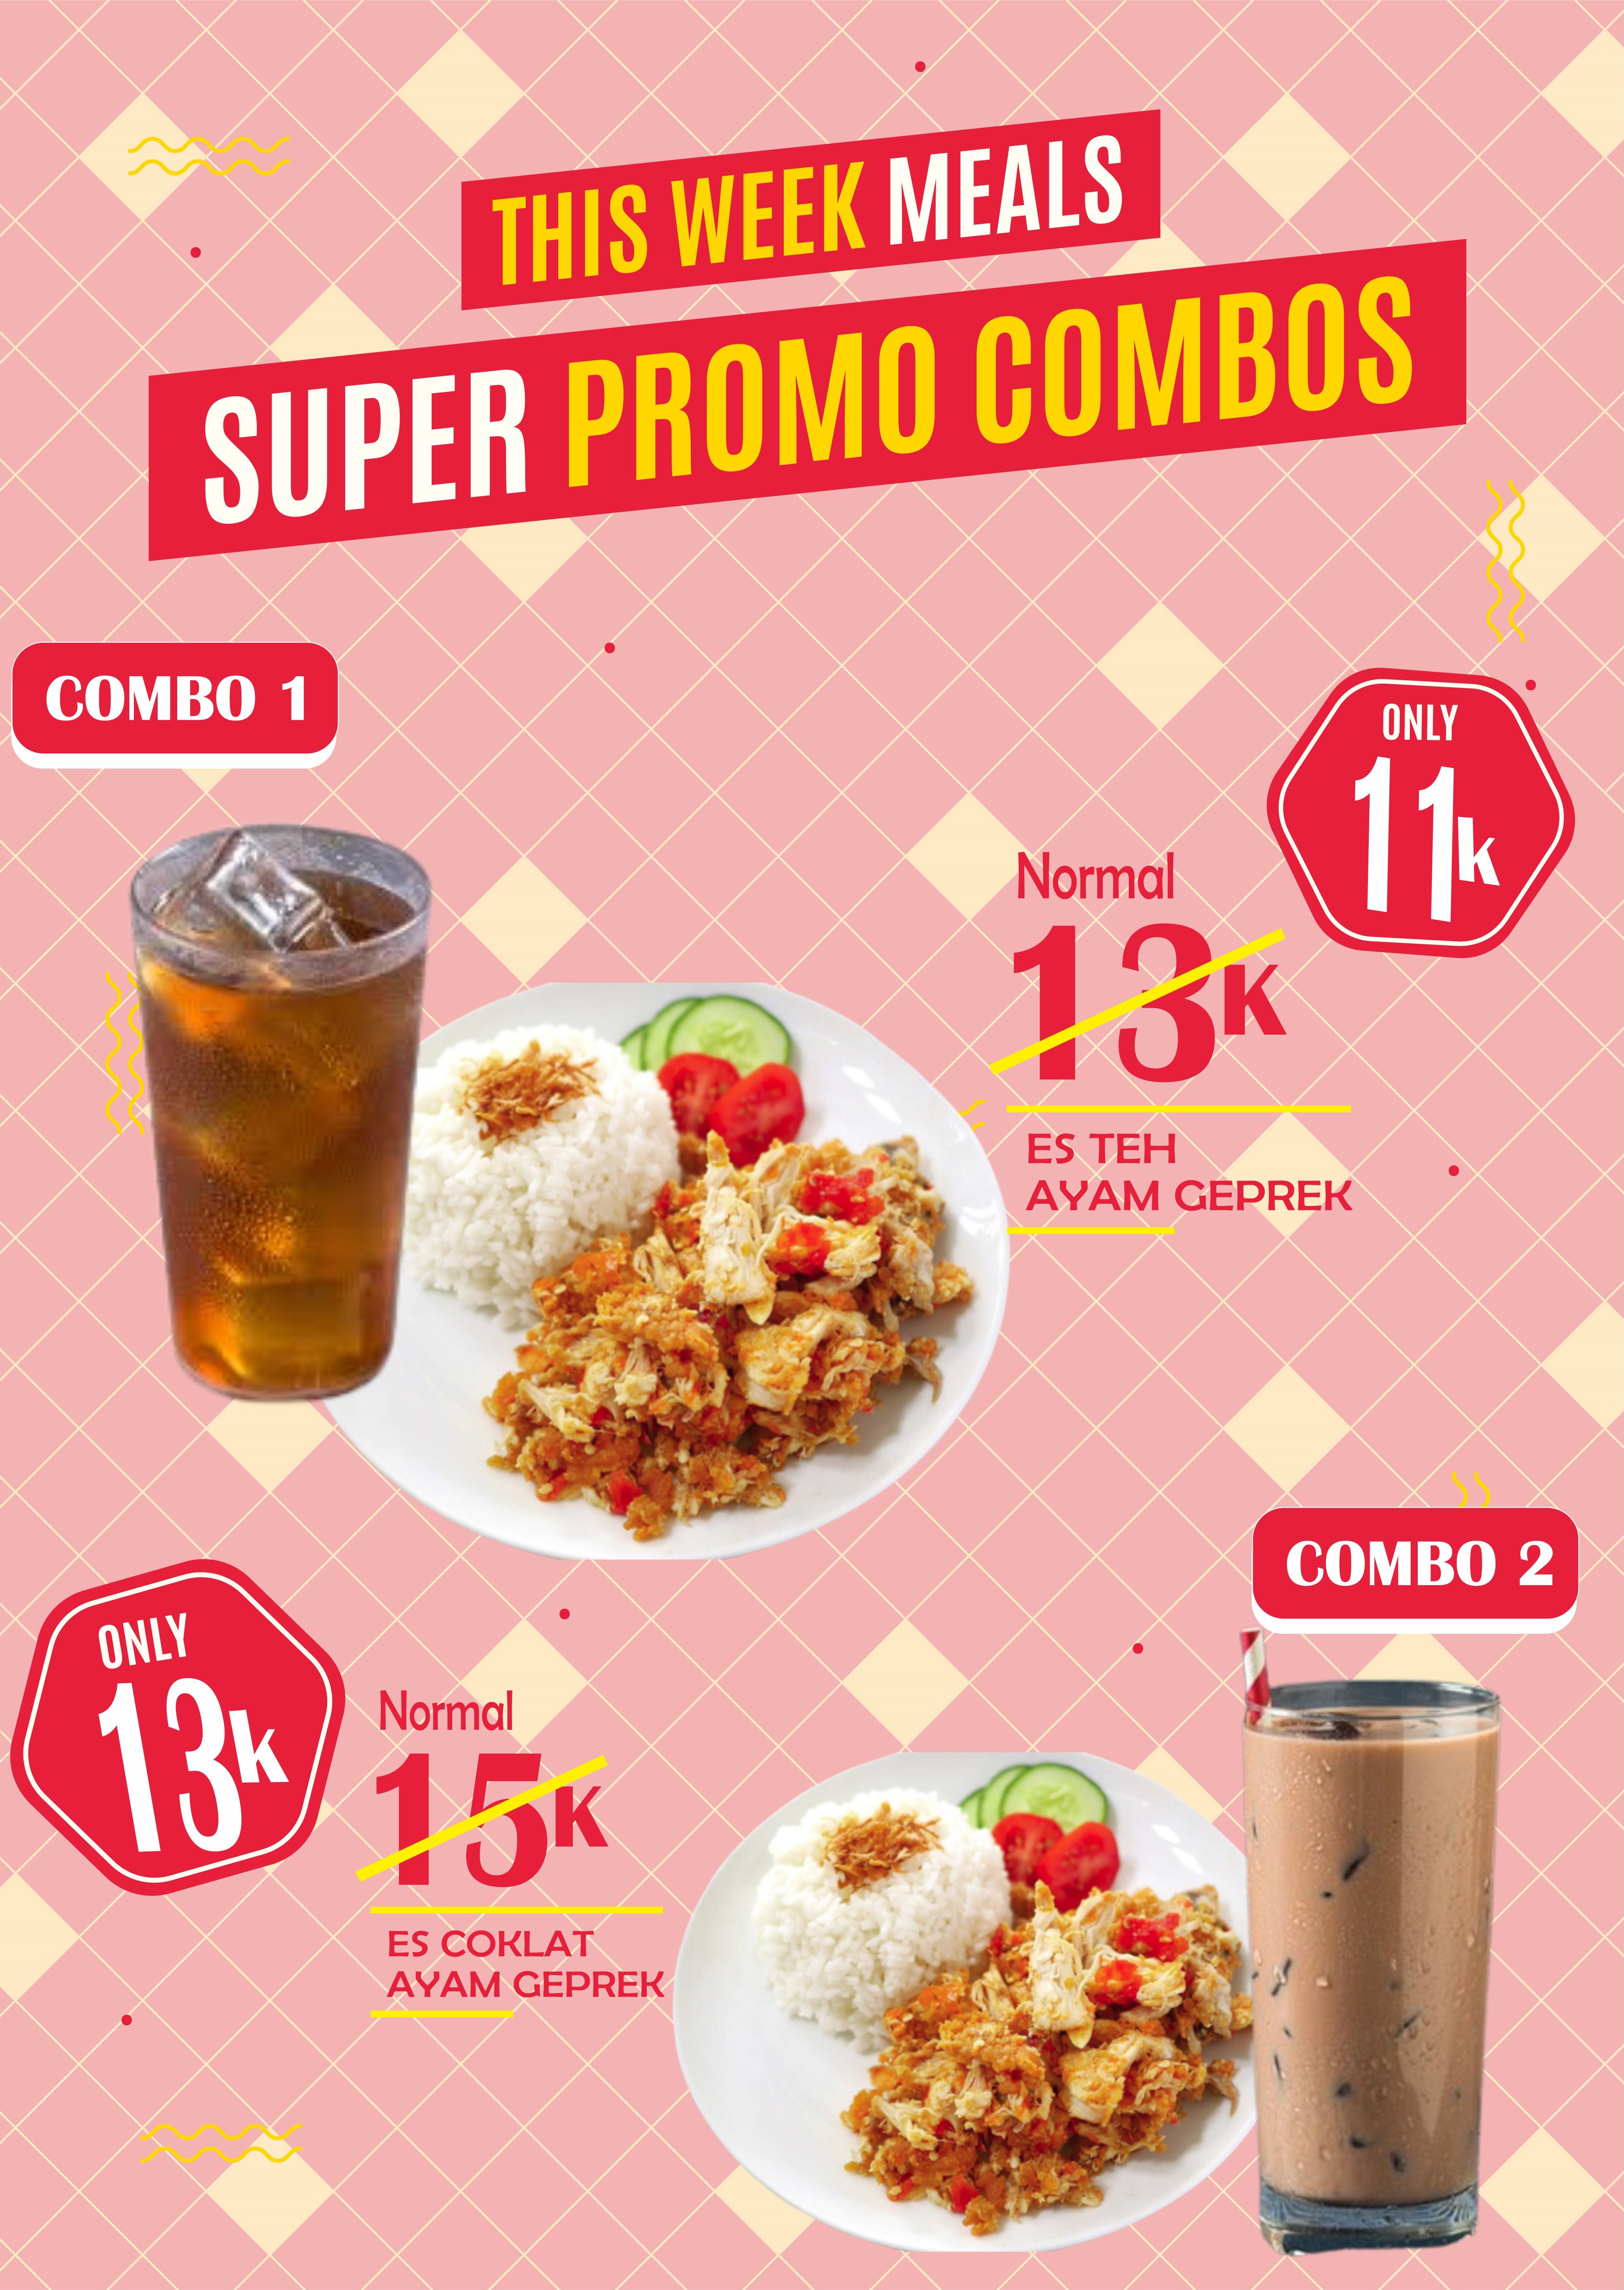 THIS WEEK MEALS
SUPER PROMO COMBOS
COMBO 1
ONLY
11k
Normal
13K
ES TEH
AYAM GEPREK
COMBO 2
ONLY
13k
Normal
15K
ES COKLAT
AYAM GEPREK